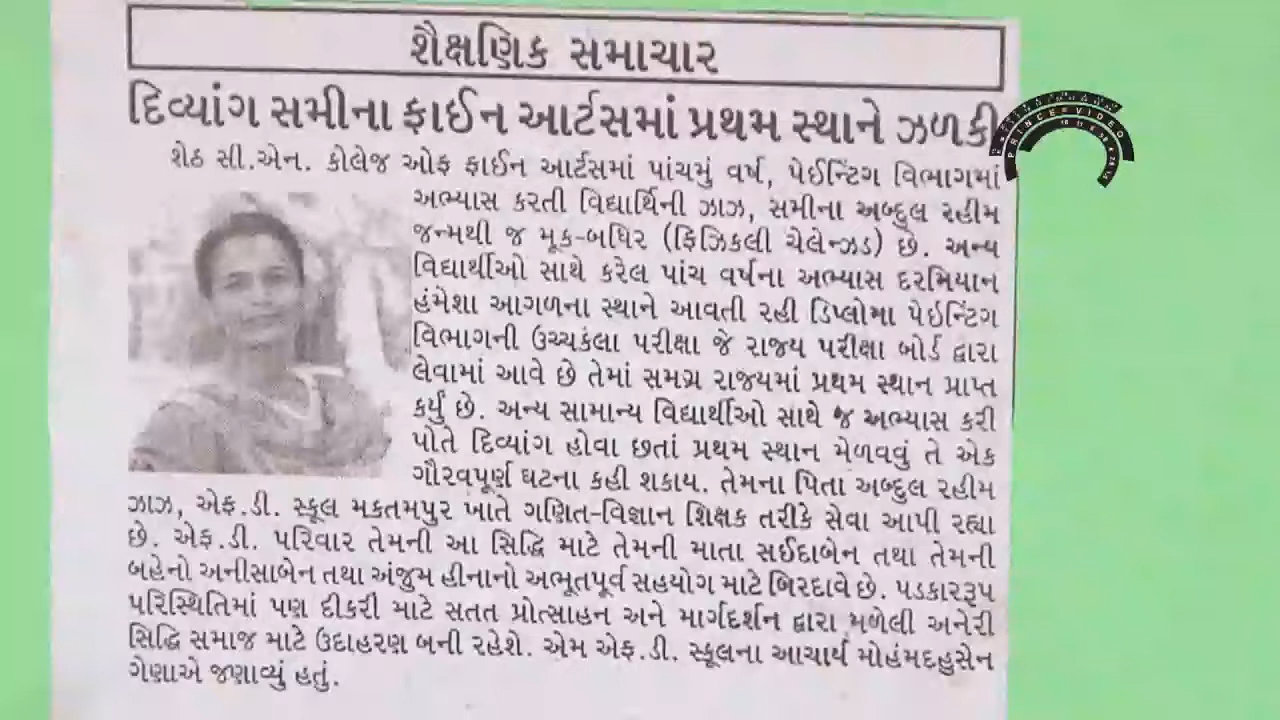 શૈક્ષણિક સમાચાર
દિવ્યાંગ સમીના ફાઈન આર્ટસમાં પ્રથમ સ્થાને ઝળકી
શેઠ સી.એન. કોલેજ ઓફ ફાઈન આર્ટસમાં પાંચમું વર્ષ, પેઈન્ટિંગ વિભાગમાં
અભ્યાસ કરતી વિદ્યાર્થિની ઝાઝ, સમીના અબ્દુલ રહીમ
જન્મથી જ મૂક-બધિર (ફિઝિકલી ચેલેન્ઝડ) છે. અન્ય
વિદ્યાર્થીઓ સાથે કરેલ પાંચ વર્ષના અભ્યાસ દરમિયાન
હંમેશા આગળના સ્થાને આવતી રહી ડિપ્લોમા પેઈન્ટિંગ
વિભાગની ઉચ્ચકલા પરીક્ષા જે રાજ્ય પરીક્ષા બોર્ડ દ્વારા
લેવામાં આવે છે તેમાં સમગ્ર રાજ્યમાં પ્રથમ સ્થાન પ્રાપ્ત
કર્યું છે. અન્ય સામાન્ય વિદ્યાર્થીઓ સાથે જ અભ્યાસ કરી
પોતે દિવ્યાંગ હોવા છતાં પ્રથમ સ્થાન મેળવવું તે એક
ગૌરવપૂર્ણ ઘટના કહી શકાય. તેમના પિતા અબ્દુલ રહીમ
ઝાઝ, એફ.ડી. સ્કૂલ મકતમપુર ખાતે ગણિત-વિજ્ઞાન શિક્ષક તરીકે સેવા આપી રહ્યા
છે. એફ.ડી. પરિવાર તેમની આ સિદ્ધિ માટે તેમની માતા સઈદાબેન તથા તેમની
બહેનો અનીસાબેન તથા અંજુમ હીનાનો અભૂતપૂર્વ સહયોગ માટે બિરદાવે છે. પડકારરૂપ
પરિસ્થિતિમાં પણ દીકરી માટે સતત પ્રોત્સાહન અને માર્ગદર્શન દ્વારા મળેલી અનેરી
સિદ્ધિ સમાજ માટે ઉદાહરણ બની રહેશે. એમ એફ.ડી. સ્કૂલના આચાર્ય મોહંમદહુસેન
ગેણાએ જણાવ્યું હતું.
PRINCE VIDEO